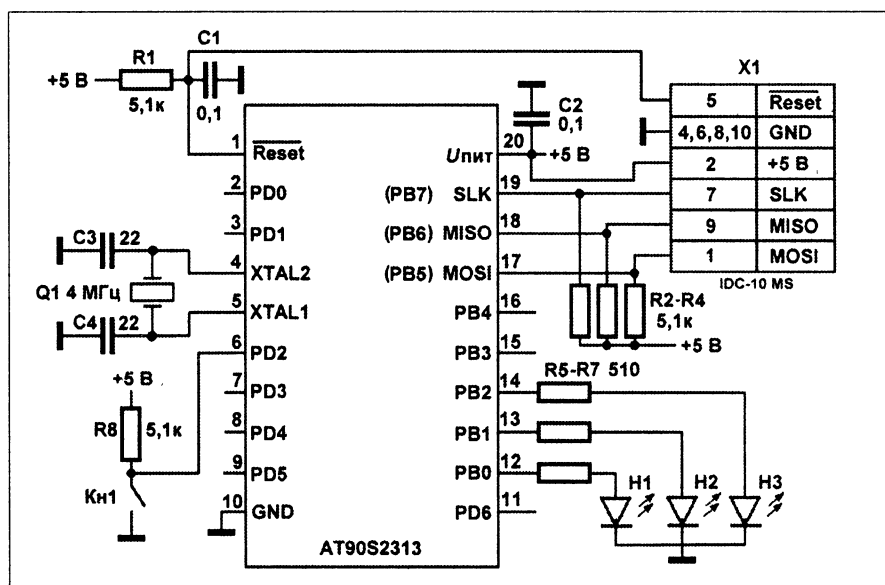 R1
+5 В
5,1к
C1
0,1
X1
5 Reset
4,6,8,10 GND
2 +5 В
7 SLK
9 MISO
1 MOSI
IDC-10 MS
C2
0,1
+5 В
1 Reset
2 PD0
3 PD1
4 XTAL2
5 XTAL1
6 PD2
7 PD3
8 PD4
9 PD5
10 GND
Uпит 20
(PB7) SLK 19
(PB6) MISO 18
(PB5) MOSI 17
PB4 16
PB3 15
PB2 14
PB1 13
PB0 12
PD6 11
AT90S2313
C3 22
Q1 4 МГц
C4 22
+5 В
R8 5,1к
Кн1
R2-R4
5,1к
+5 В
R5-R7 510
H1 H2 H3